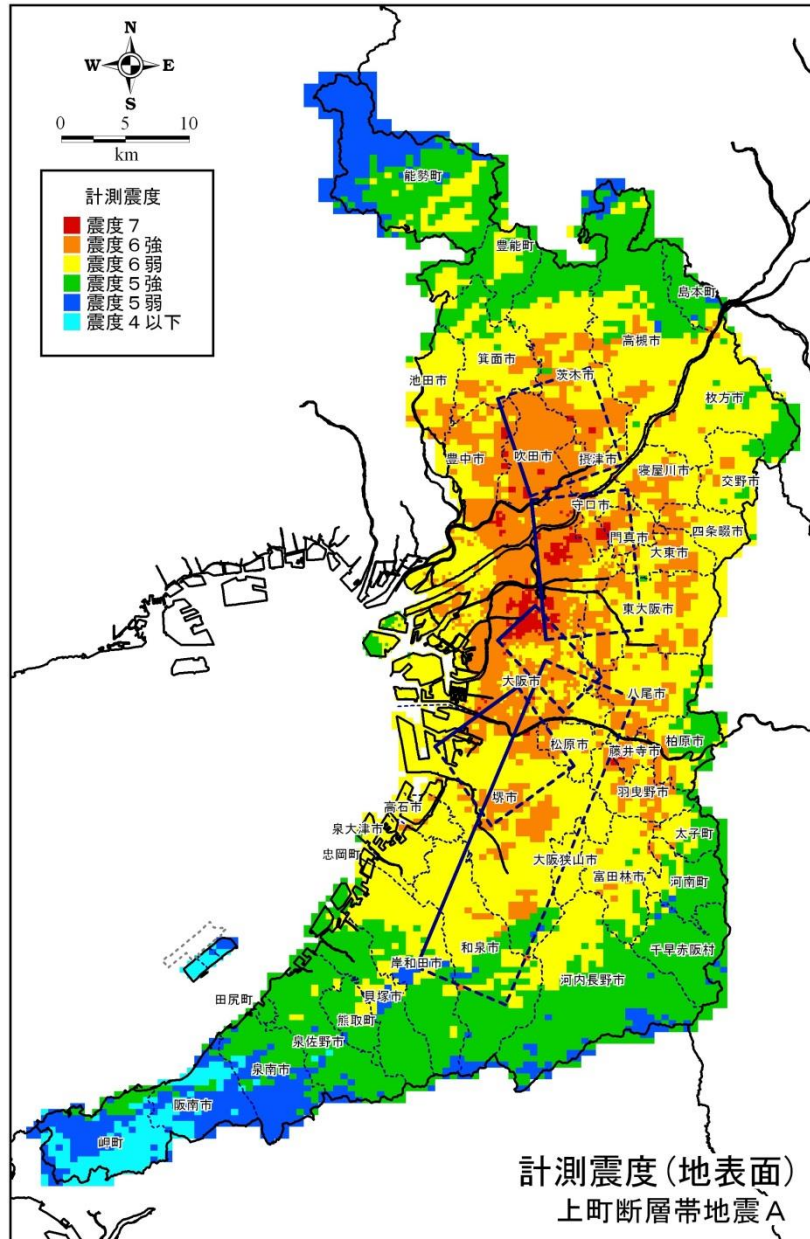 N
W E
S
0 5 10
km
計測震度
震度7
震度6強
震度6弱
震度5強
震度5弱
震度4以下
能勢町
豊能町
島本町
高槻市
箕面市
茨木市
池田市
枚方市
豊中市
吹田市
摂津市
寝屋川市
交野市
守口市
門真市
四条畷市
大東市
東大阪市
大阪市
八尾市
松原市
藤井寺市
柏原市
羽曳野市
堺市
高石市
泉大津市
忠岡町
太子町
大阪狭山市
富田林市
河南町
千早赤阪村
和泉市
岸和田市
河内長野市
貝塚市
田尻町
熊取町
泉佐野市
泉南市
阪南市
岬町
計測震度(地表面)
上町断層帯地震A